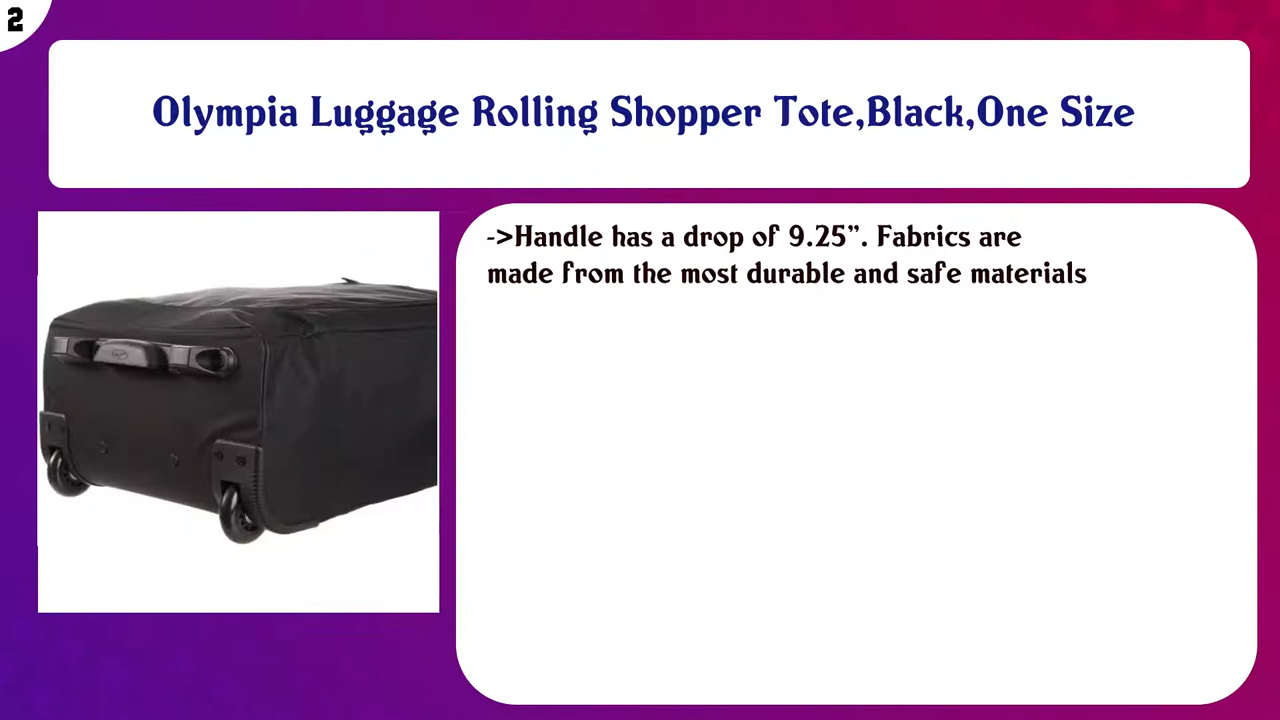 2
Olympia Luggage Rolling Shopper Tote,Black,One Size
->Handle has a drop of 9.25”. Fabrics are
made from the most durable and safe materials